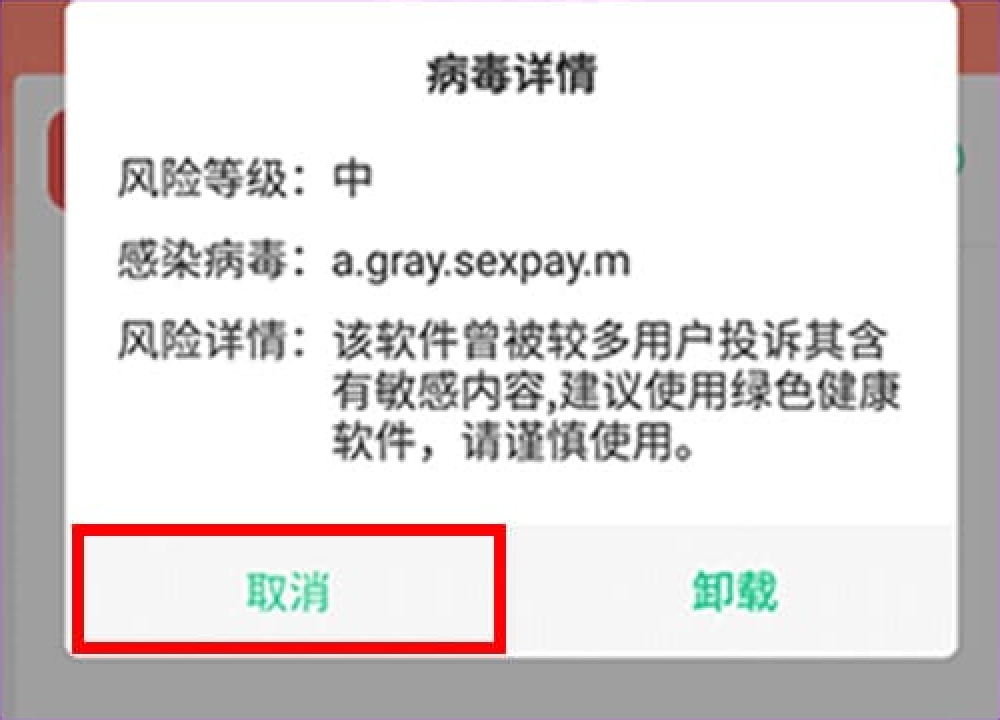 病毒详情
风险等级：中
感染病毒：a.gray.sexpay.m
风险详情：该软件曾被较多用户投诉其含
有敏感内容,建议使用绿色健康
软件，请谨慎使用。
取消
卸载